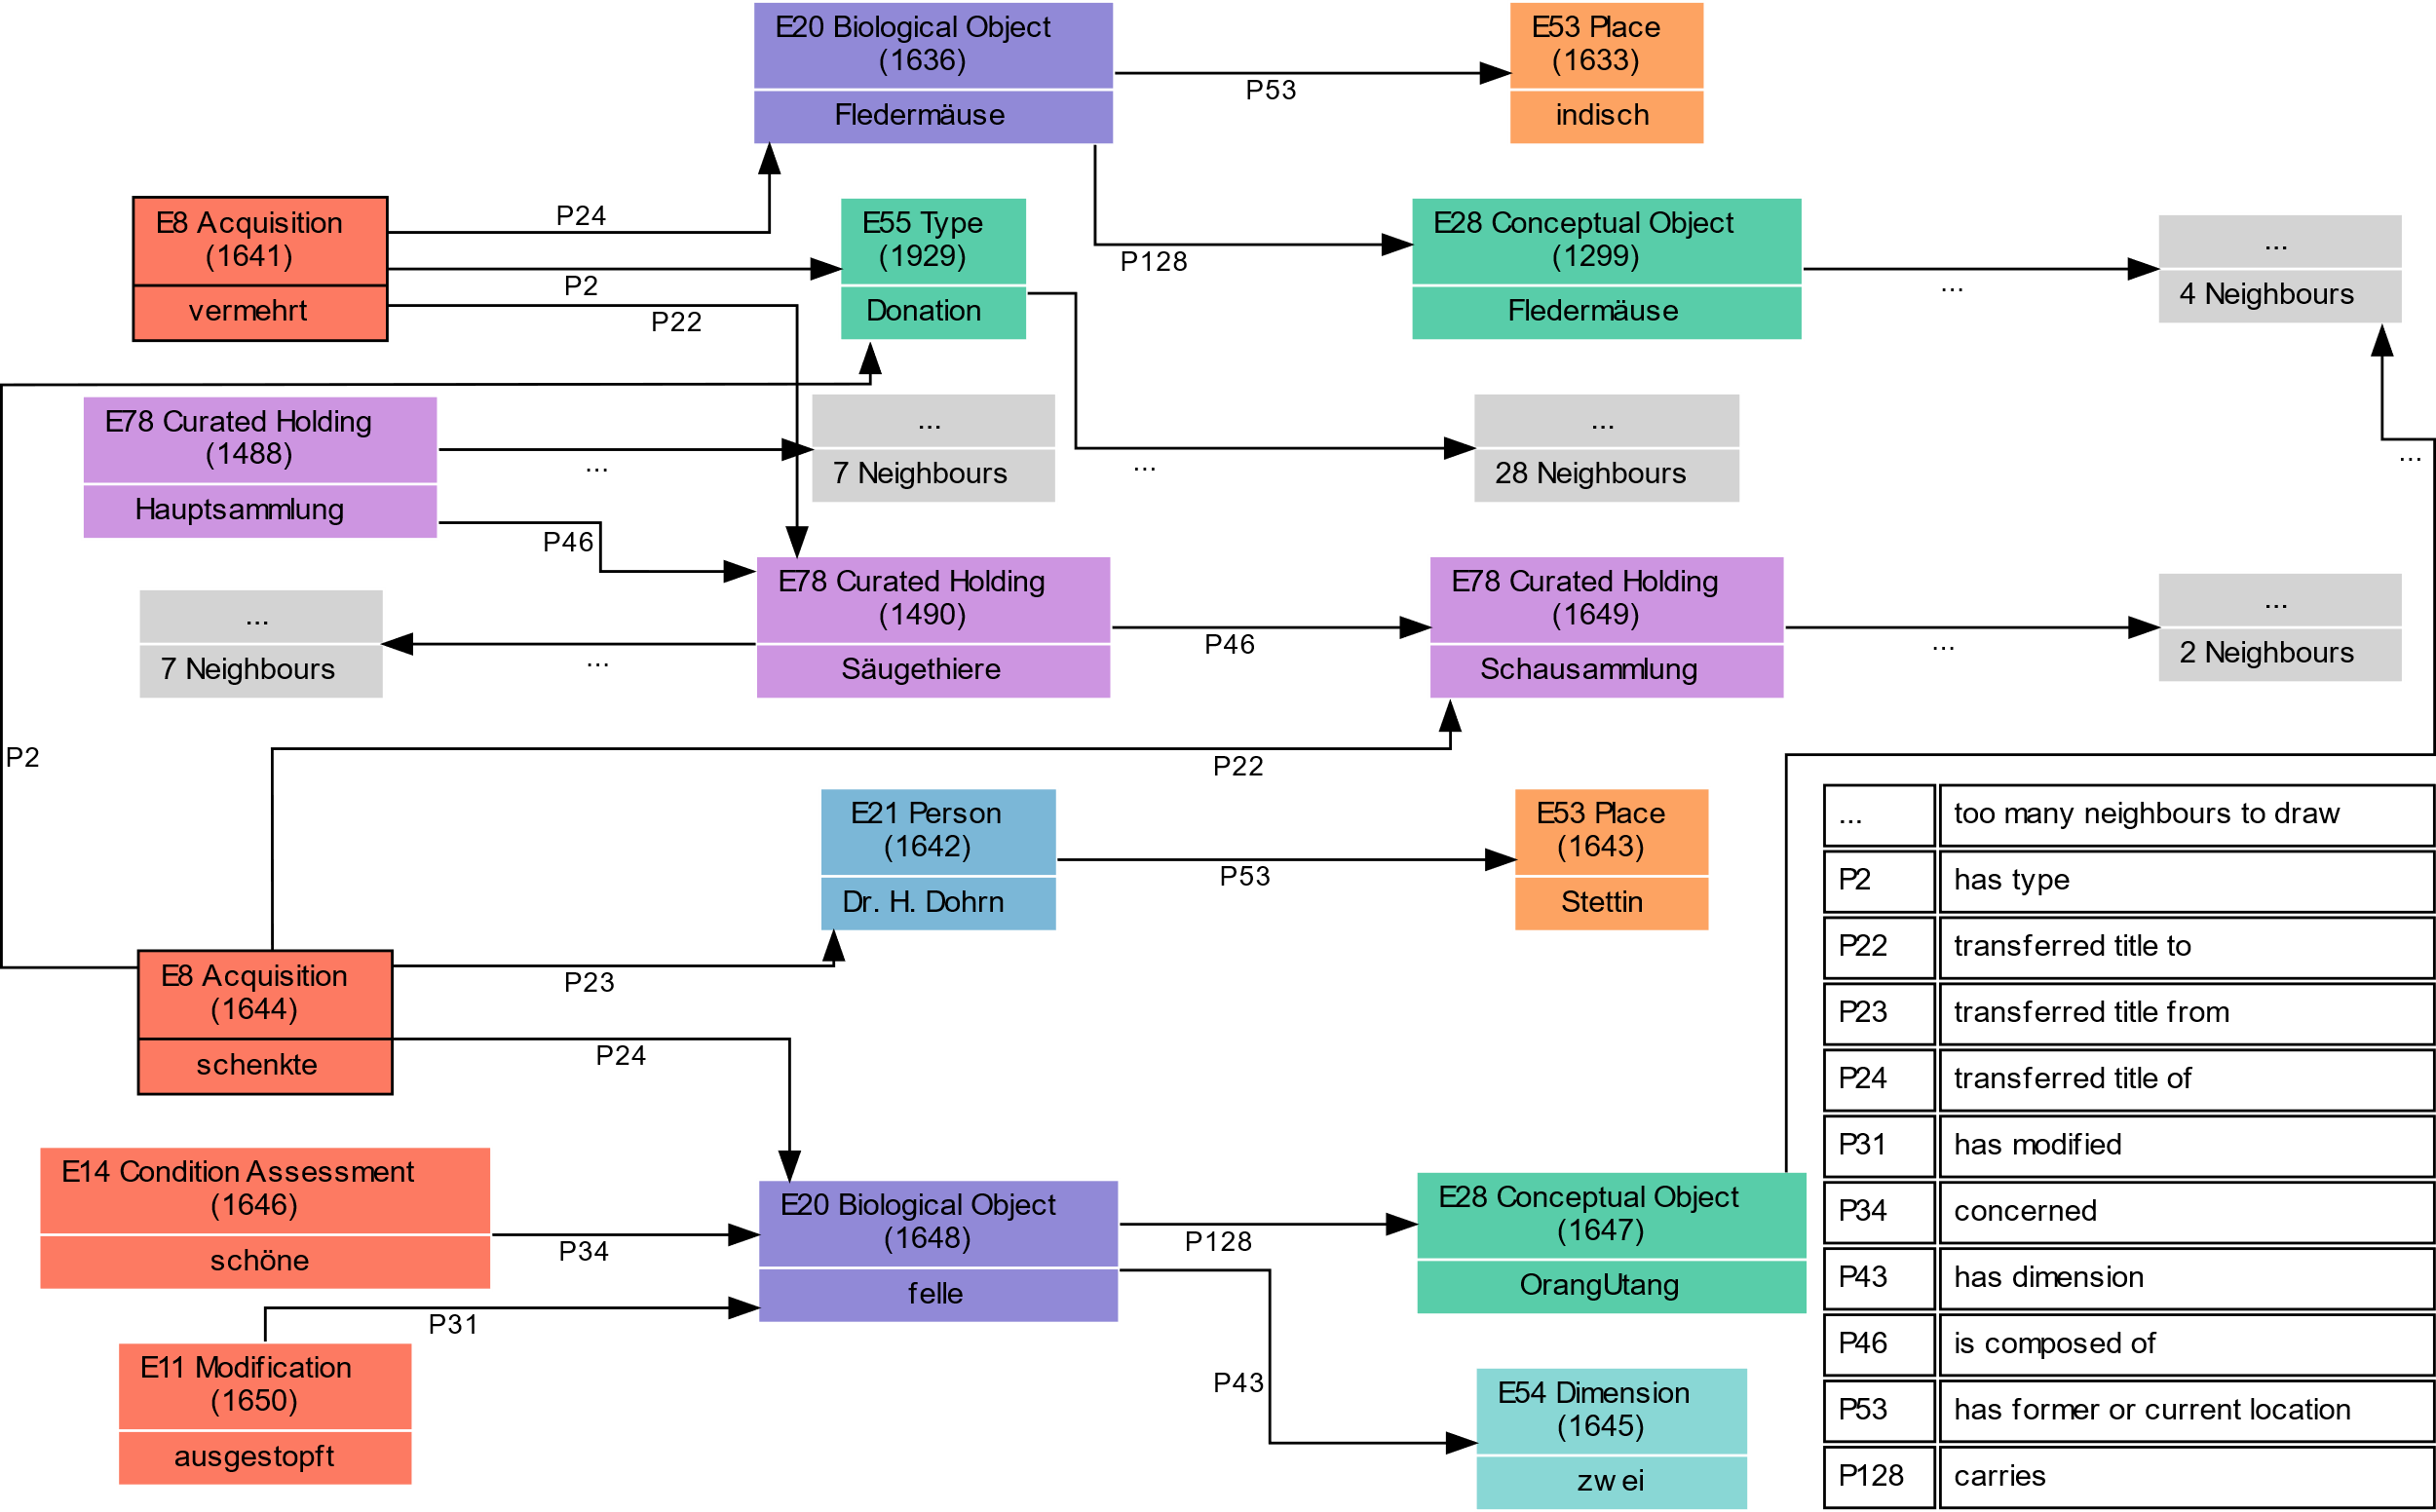 E20 Biological Object
(1636)
Fledermäuse
P53
E53 Place
(1633)
indisch
E8 Acquisition
(1641)
vermehrt
P24
P2
P22
E55 Type
(1929)
Donation
P128
E28 Conceptual Object
(1299)
Fledermäuse
...
...
4 Neighbours
E78 Curated Holding
(1488)
Hauptsammlung
...
P46
...
7 Neighbours
...
...
28 Neighbours
...
...
7 Neighbours
...
E78 Curated Holding
(1490)
Säugethiere
P46
E78 Curated Holding
(1649)
Schausammlung
...
...
2 Neighbours
P2
P22
E21 Person
(1642)
Dr. H. Dohrn
P53
E53 Place
(1643)
Stettin
E8 Acquisition
(1644)
schenkte
P23
P24
E14 Condition Assessment
(1646)
schöne
P34
E20 Biological Object
(1648)
felle
P128
E28 Conceptual Object
(1647)
OrangUtang
P31
E11 Modification
(1650)
ausgestopft
P43
E54 Dimension
(1645)
zwei
... too many neighbours to draw
P2 has type
P22 transferred title to
P23 transferred title from
P24 transferred title of
P31 has modified
P34 concerned
P43 has dimension
P46 is composed of
P53 has former or current location
P128 carries